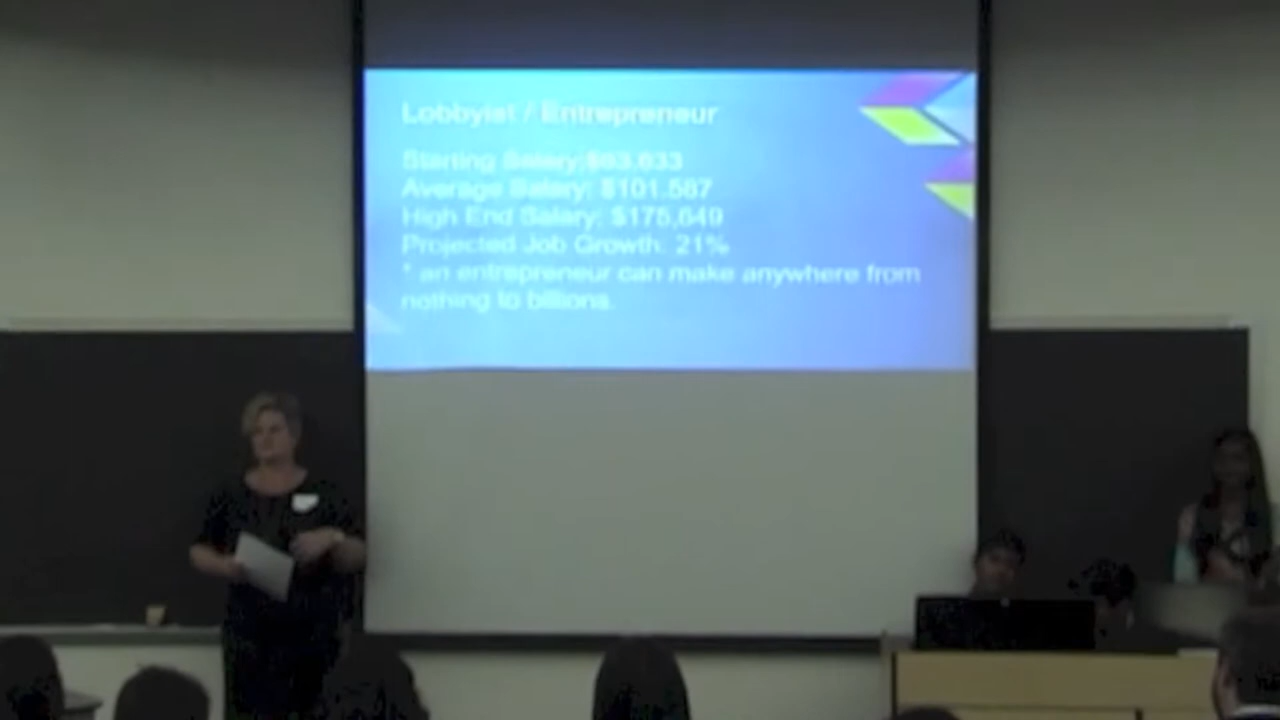 Lobbyist / Entrepreneur
Starting Salary:$63,633
Average Salary: $101,587
High End Salary: $175,649
Projected Job Growth: 21%
* an entrepreneur can make anywhere from
nothing to billions.